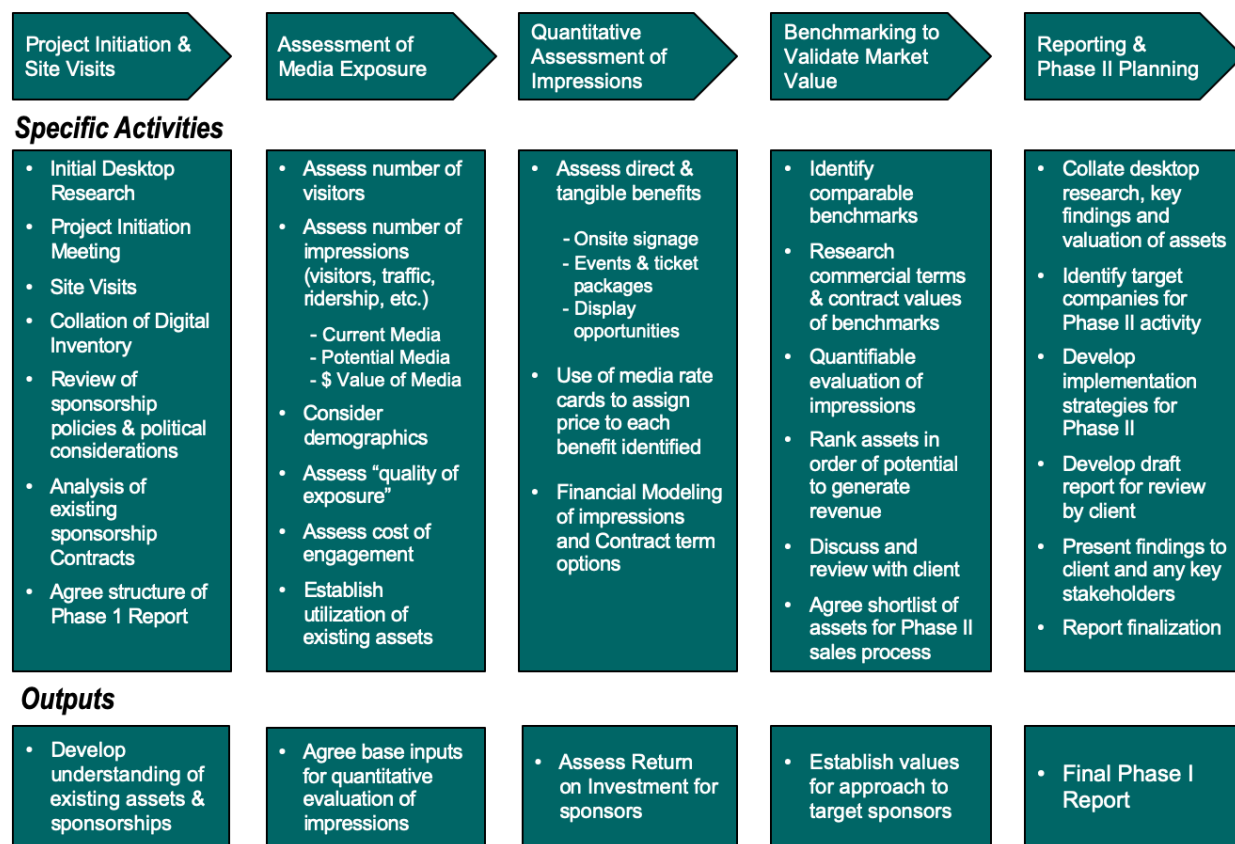 Project Initiation &
Site Visits
Assessment of
Media Exposure
Quantitative
Assessment of
Impressions
Benchmarking to
Validate Market
Value
Reporting &
Phase II Planning
Specific Activities
• Initial Desktop
Research
• Project Initiation
Meeting
• Site Visits
• Collation of Digital
Inventory
• Review of
sponsorship
policies & political
considerations
• Analysis of
existing
sponsorship
Contracts
• Agree structure of
Phase 1 Report
• Assess number of
visitors
• Assess number of
impressions
(visitors, traffic,
ridership, etc.)
- Current Media
- Potential Media
- $ Value of Media
• Consider
demographics
• Assess “quality of
exposure”
• Assess cost of
engagement
• Establish
utilization of
existing assets
• Assess direct &
tangible benefits
- Onsite signage
- Events & ticket
packages
- Display
opportunities
• Use of media rate
cards to assign
price to each
benefit identified
• Financial Modeling
of impressions
and Contract term
options
• Identify
comparable
benchmarks
• Research
commercial terms
& contract values
of benchmarks
• Quantifiable
evaluation of
impressions
• Rank assets in
order of potential
to generate
revenue
• Discuss and
review with client
• Agree shortlist of
assets for Phase II
sales process
• Collate desktop
research, key
findings and
valuation of assets
• Identify target
companies for
Phase II activity
• Develop
implementation
strategies for
Phase II
• Develop draft
report for review
by client
• Present findings to
client and any key
stakeholders
• Report finalization
Outputs
• Develop
understanding of
existing assets &
sponsorships
• Agree base inputs
for quantitative
evaluation of
impressions
• Assess Return
on Investment for
sponsors
• Establish values
for approach to
target sponsors
• Final Phase I
Report